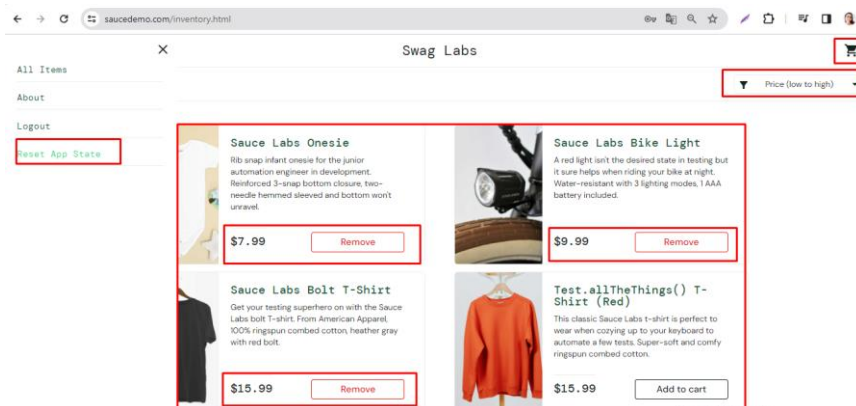 saucedemo.com/inventory.html
Swag Labs
All Items
About
Logout
Reset App State
Price (low to high)
Sauce Labs Onesie
Rib snap infant onesie for the junior
automation engineer in development.
Reinforced 3-snap bottom closure, two-
needle hemmed sleeved and bottom won't
unravel.
$7.99
Remove
Sauce Labs Bike Light
A red light isn't the desired state in testing but
it sure helps when riding your bike at night.
Water-resistant with 3 lighting modes, 1 AAA
battery included.
$9.99
Remove
Sauce Labs Bolt T-Shirt
Get your testing superhero on with the Sauce
Labs bolt T-shirt. From American Apparel,
100% ringspun combed cotton, heather gray
with red bolt.
$15.99
Remove
Test.allTheThings() T-
Shirt (Red)
This classic Sauce Labs t-shirt is perfect to
wear when cozying up to your keyboard to
automate a few tests. Super-soft and comfy
ringspun combed cotton.
$15.99
Add to cart